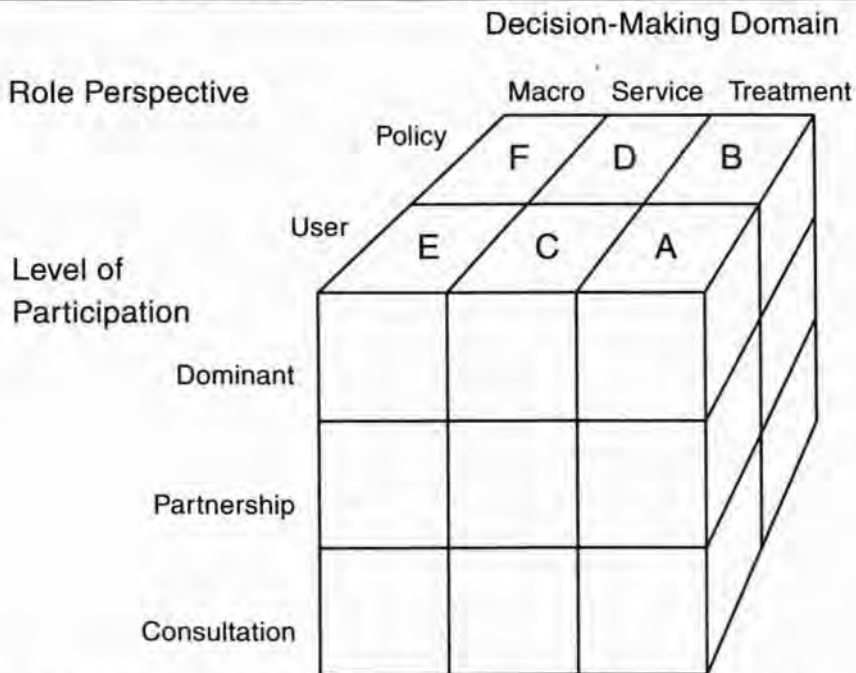 Decision-Making Domain
Role Perspective
Macro Service Treatment
Policy
F D B
User
E C A
Level of
Participation
Dominant
Partnership
Consultation